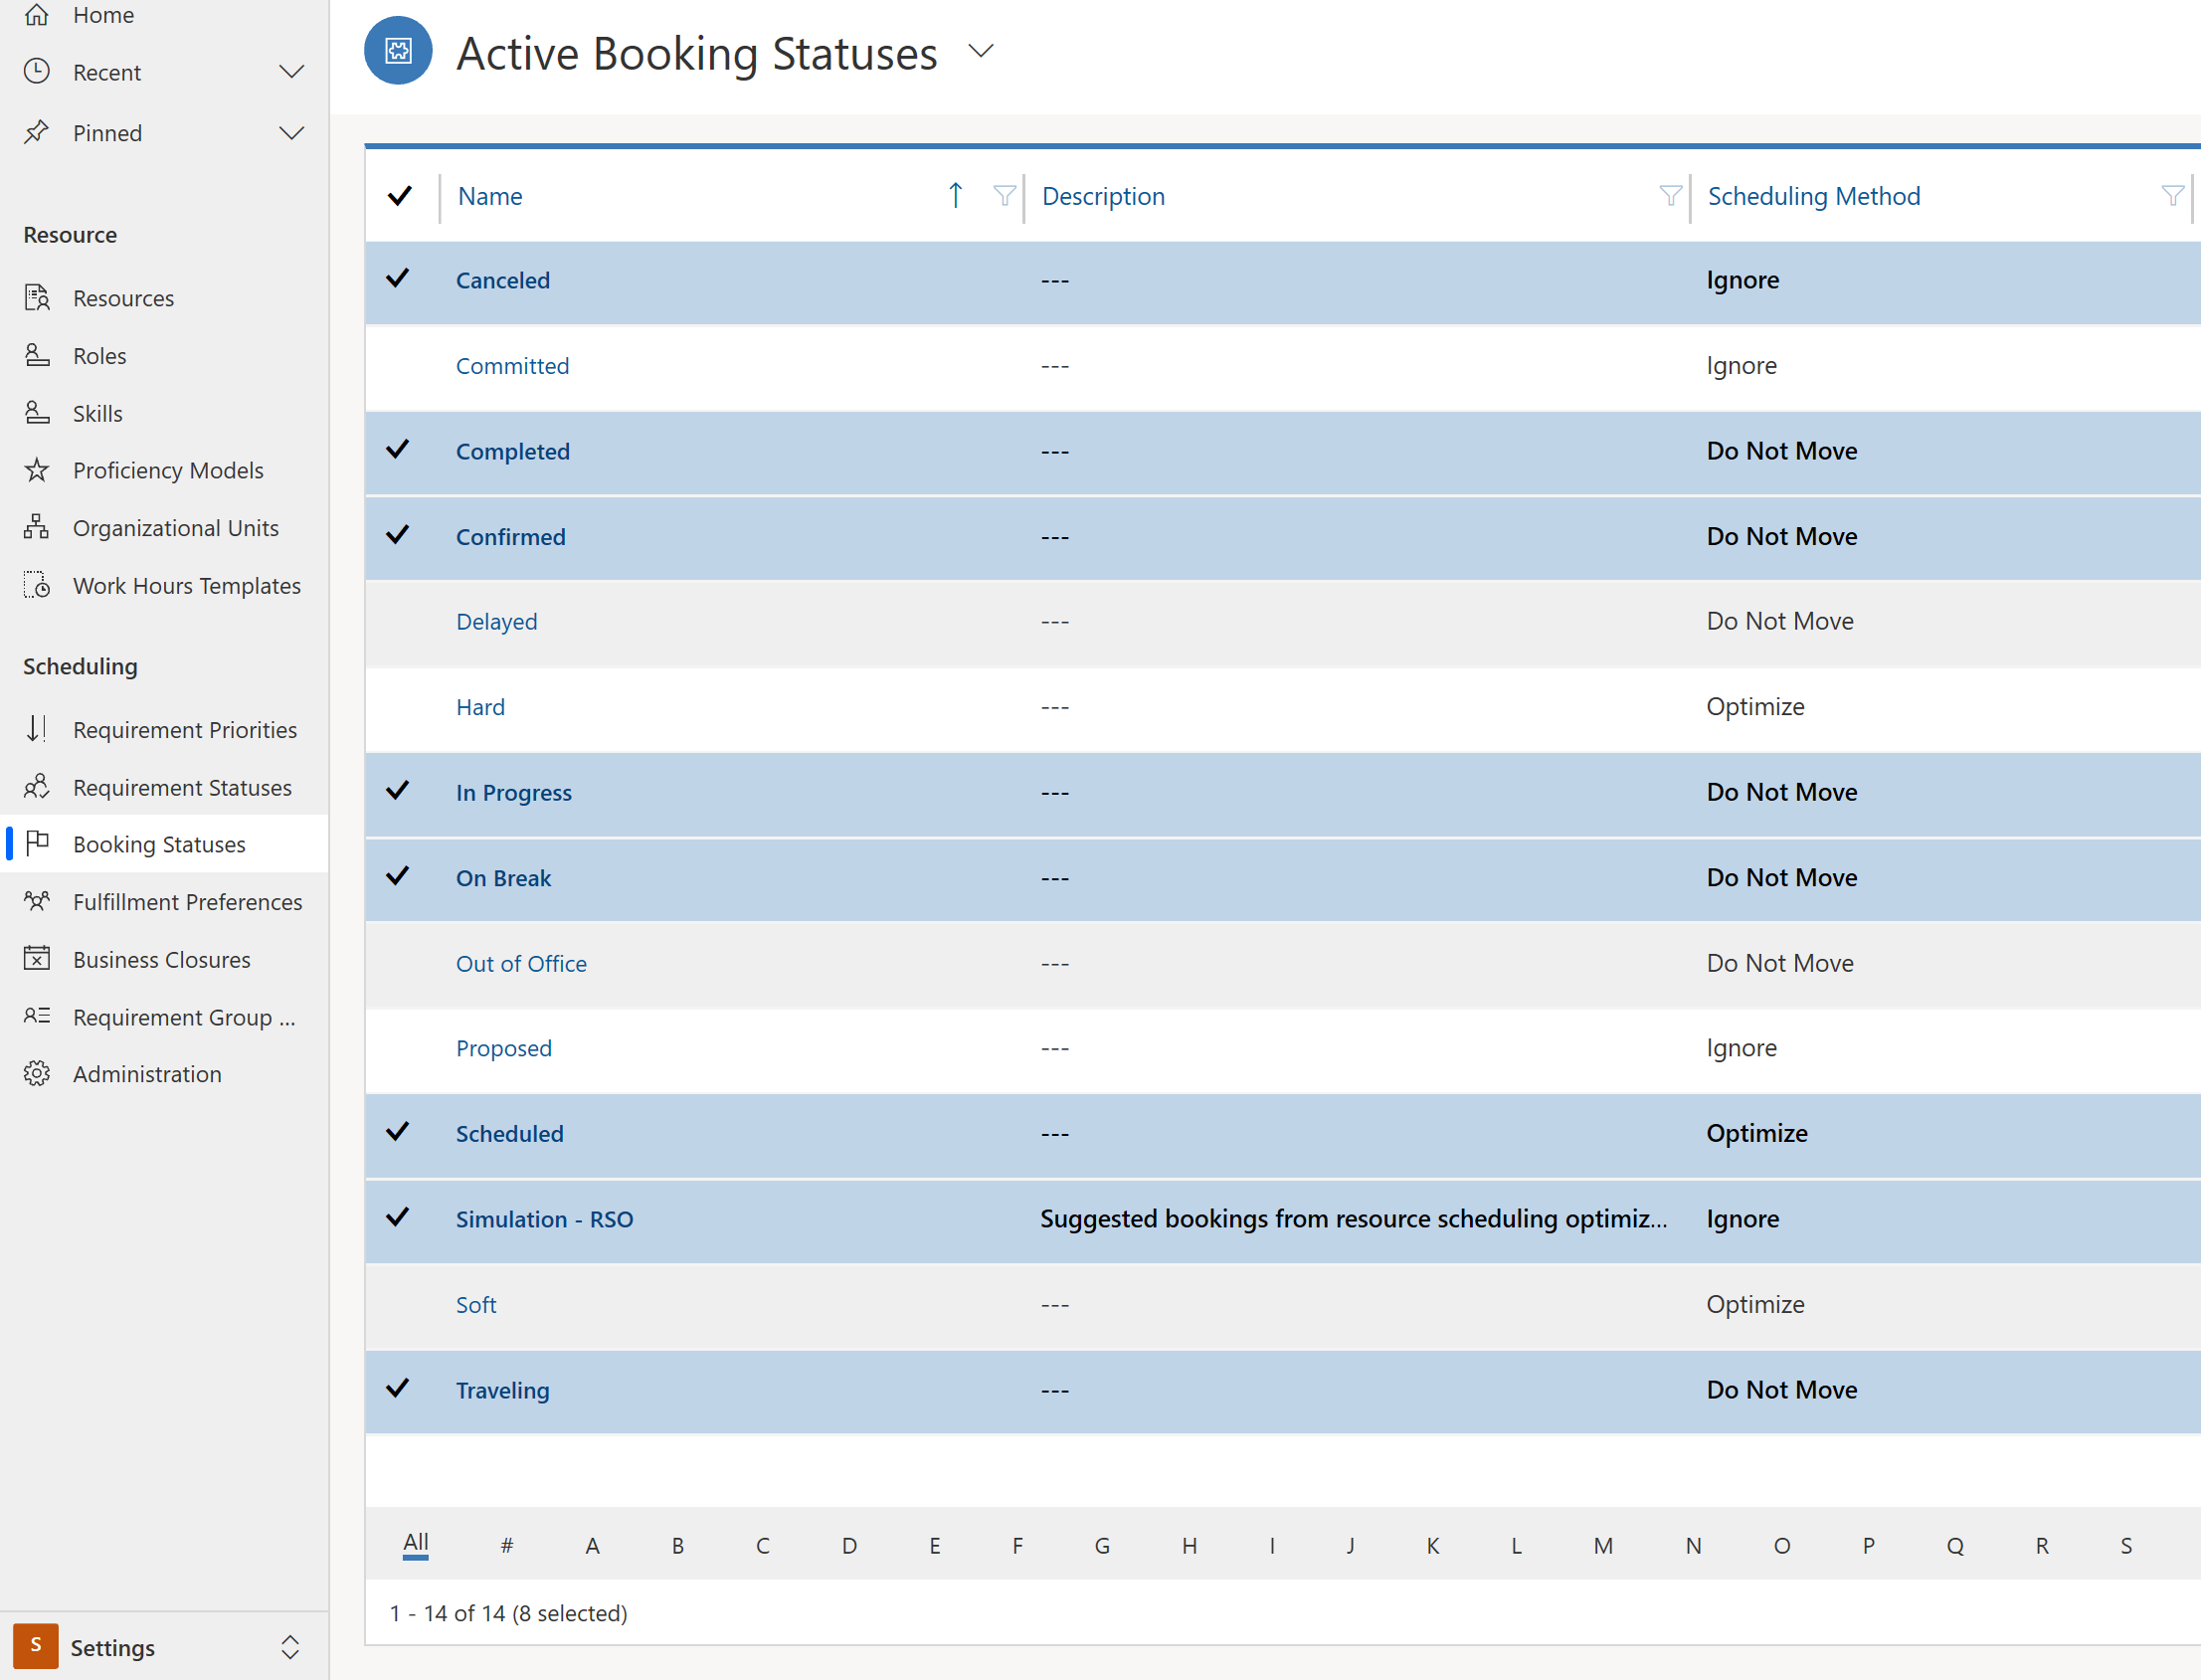 Home
Recent
Pinned
Resource
Resources
Roles
Skills
Proficiency Models
Organizational Units
Work Hours Templates
Scheduling
Requirement Priorities
Requirement Statuses
Booking Statuses
Fulfillment Preferences
Business Closures
Requirement Group ...
Administration
S Settings
Active Booking Statuses
Name Description Scheduling Method
Canceled --- Ignore
Committed --- Ignore
Completed --- Do Not Move
Confirmed --- Do Not Move
Delayed --- Do Not Move
Hard --- Optimize
In Progress --- Do Not Move
On Break --- Do Not Move
Out of Office --- Do Not Move
Proposed --- Ignore
Scheduled --- Optimize
Simulation - RSO Suggested bookings from resource scheduling optimiz... Ignore
Soft --- Optimize
Traveling --- Do Not Move
All # A B C D E F G H I J K L M N O P Q R S
1 - 14 of 14 (8 selected)